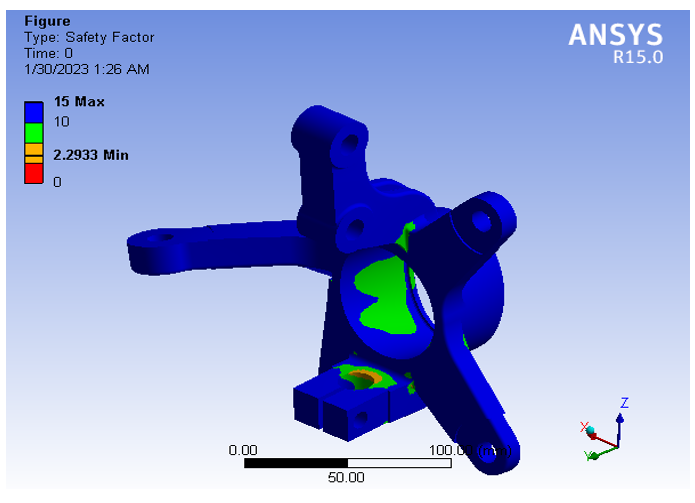 Figure
Type: Safety Factor
Time: 0
1/30/2023 1:26 AM
ANSYS
R15.0
15 Max
10
2.2933 Min
0
Z
X
Y
0.00
100.00 (mm)
50.00